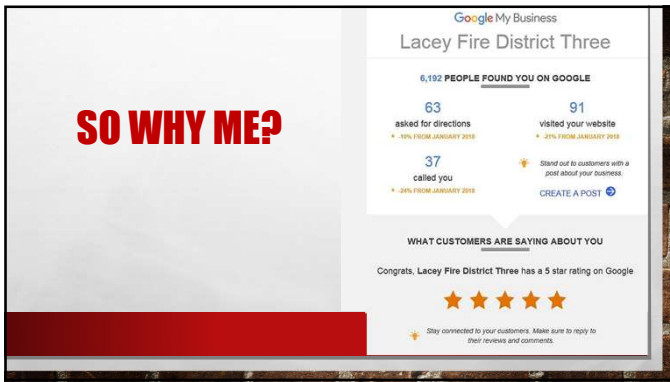 SO WHY ME?
Google My Business
Lacey Fire District Three
6,192 PEOPLE FOUND YOU ON GOOGLE
63
asked for directions
-10% FROM JANUARY 2018
91
visited your website
-21% FROM JANUARY 2018
37
called you
-24% FROM JANUARY 2018
Stand out to customers with a
post about your business.
CREATE A POST
WHAT CUSTOMERS ARE SAYING ABOUT YOU
Congrats, Lacey Fire District Three has a 5 star rating on Google
Stay connected to your customers. Make sure to reply to
their reviews and comments.